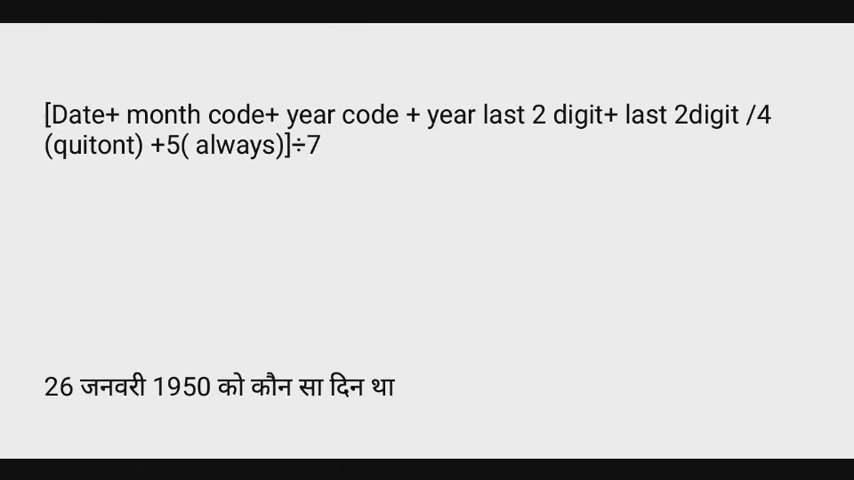 [Date+ month code+ year code + year last 2 digit+ last 2digit /4
(quitont) +5( always)]÷7
26 जनवरी 1950 को कौन सा दिन था